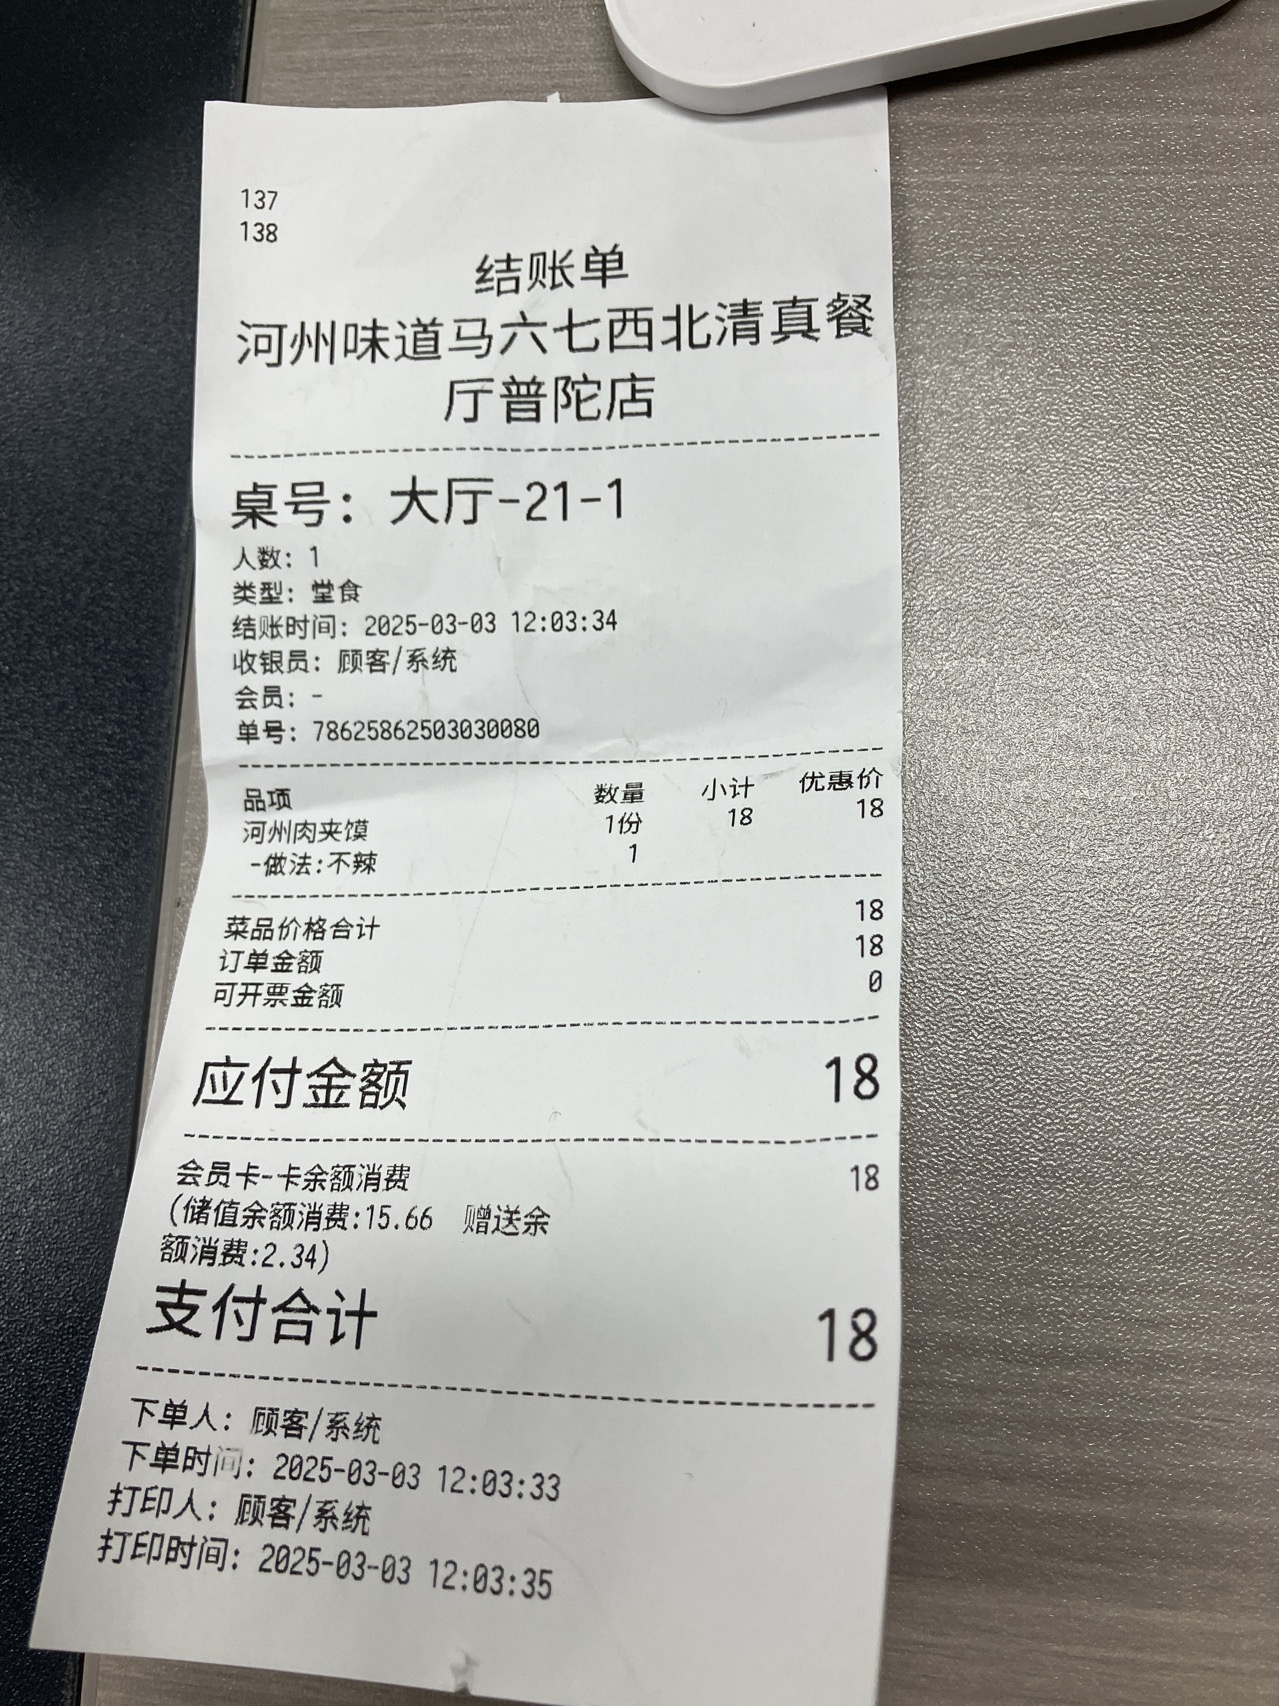 137
138
结账单
河州味道马六七西北清真餐
厅普陀店
桌号：大厅-21-1
人数：1
类型：堂食
结账时间：2025-03-03 12:03:34
收银员：顾客/系统
会员：-
单号：78625862503030080
品项 数量 小计 优惠价
河州肉夹馍 1份 18 18
-做法:不辣 1
菜品价格合计 18
订单金额 18
可开票金额 0
应付金额 18
会员卡-卡余额消费 18
(储值余额消费:15.66 赠送余
额消费:2.34)
支付合计 18
下单人：顾客/系统
下单时间：2025-03-03 12:03:33
打印人：顾客/系统
打印时间：2025-03-03 12:03:35